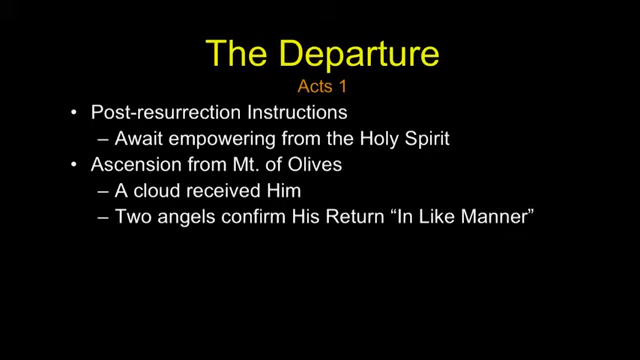 The Departure
Acts 1
• Post-resurrection Instructions
– Await empowering from the Holy Spirit
• Ascension from Mt. of Olives
– A cloud received Him
– Two angels confirm His Return “In Like Manner”